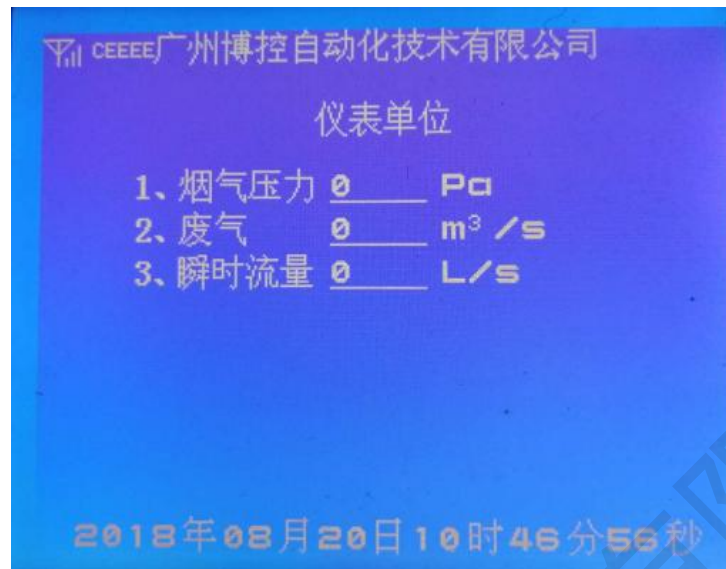 CEEEE广州博控自动化技术有限公司
仪表单位
1、烟气压力 0 Pa
2、废气 0 m³/s
3、瞬时流量 0 L/s
2018年08月20日10时46分56秒